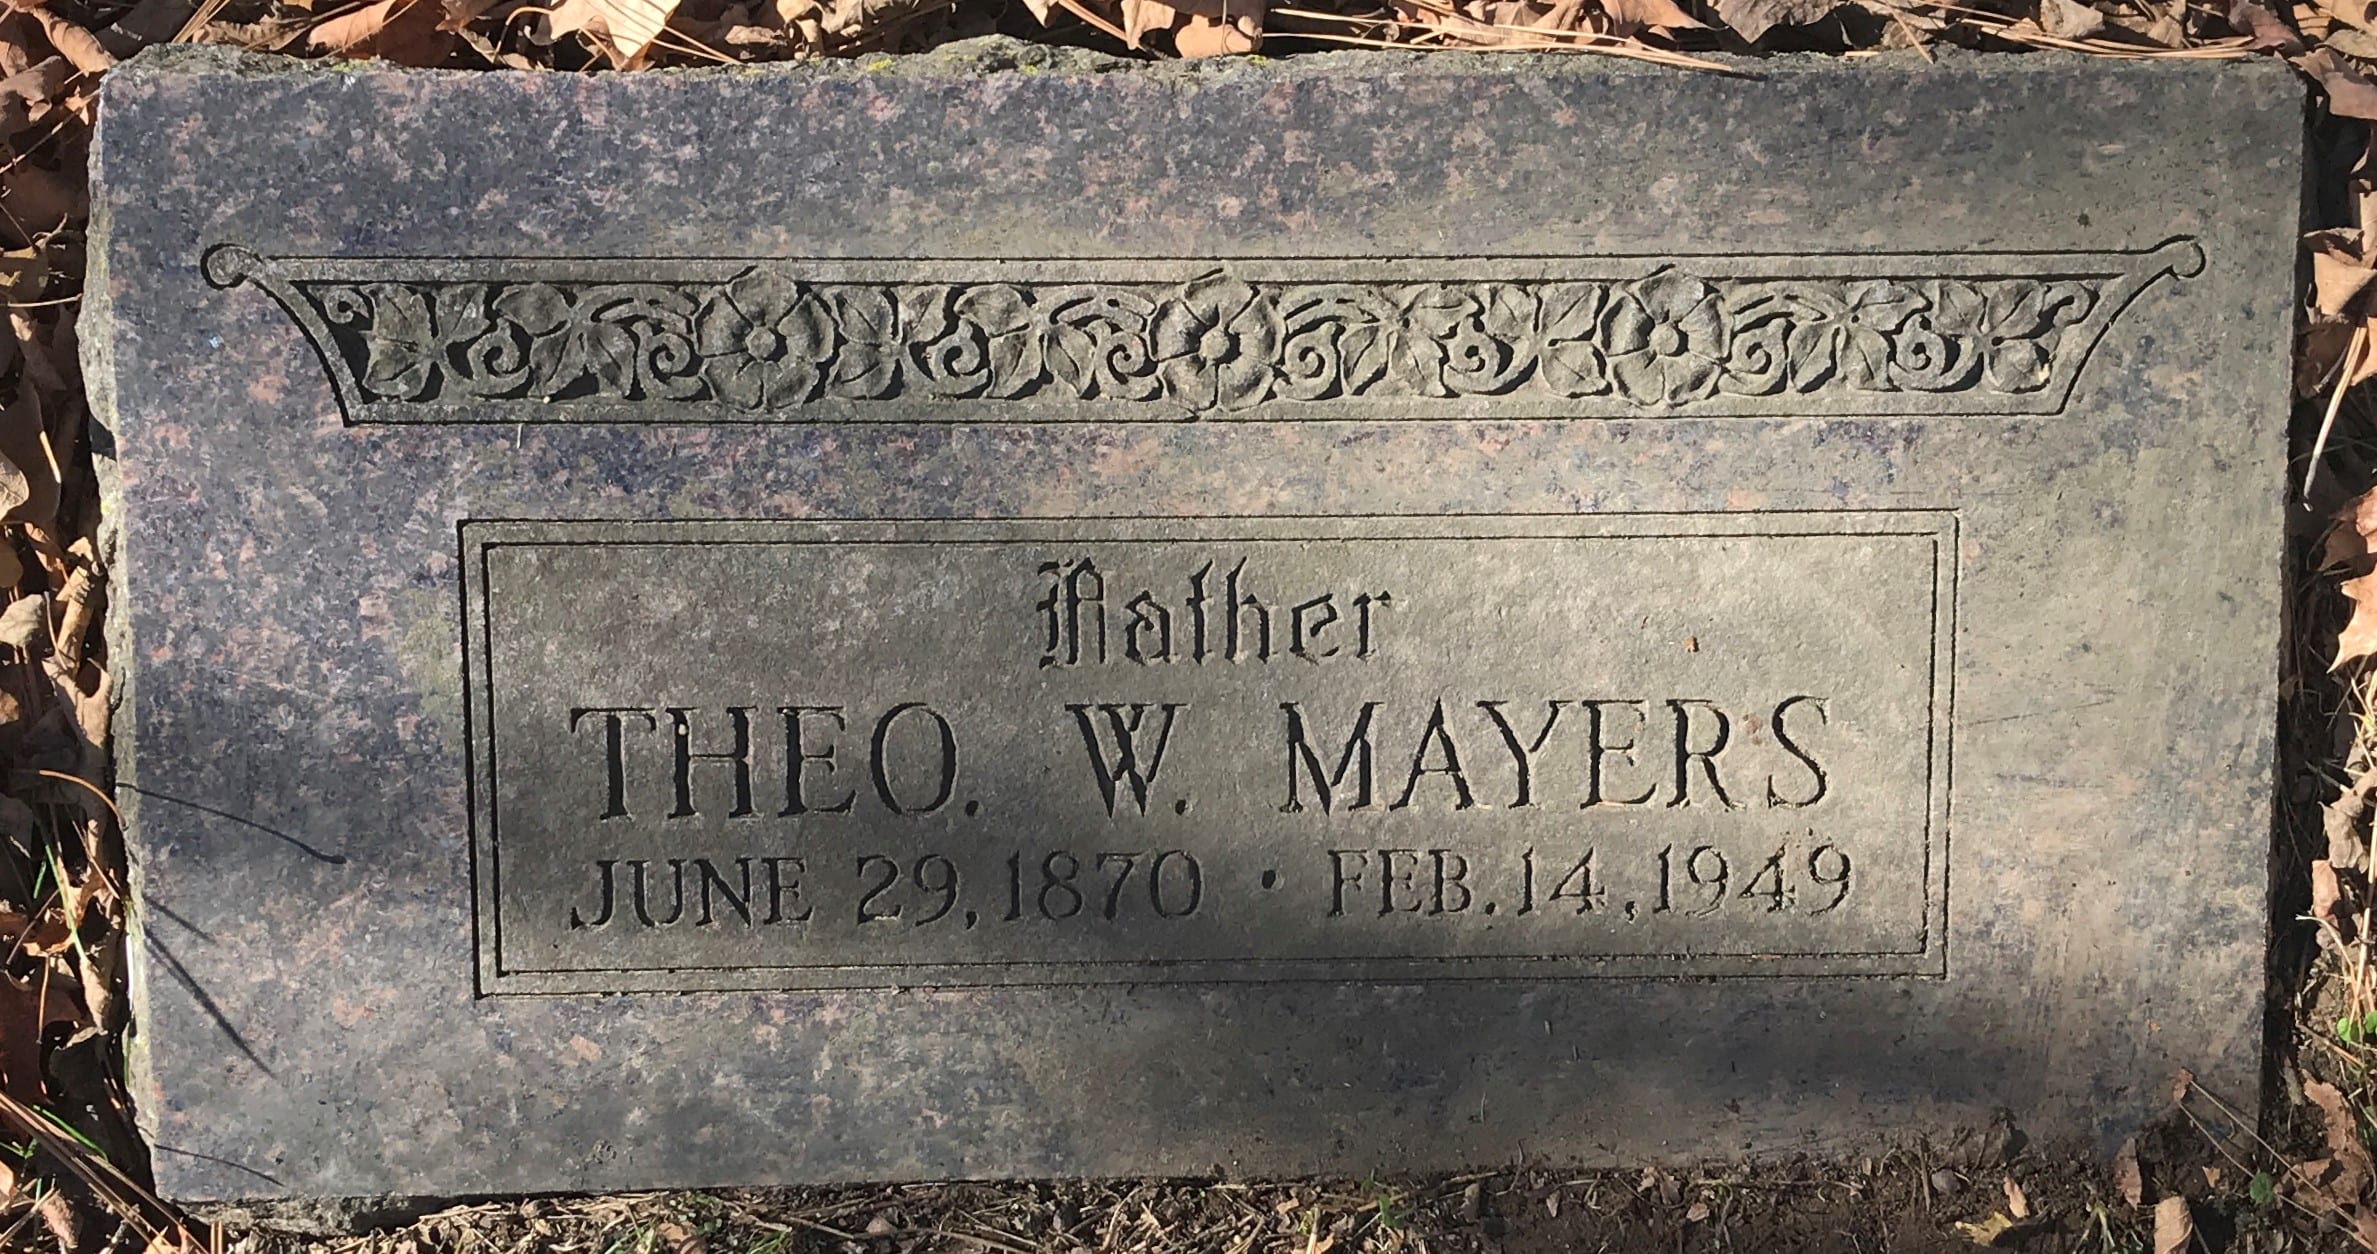 Father
THEO. W. MAYERS
JUNE 29, 1870 · FEB. 14, 1949